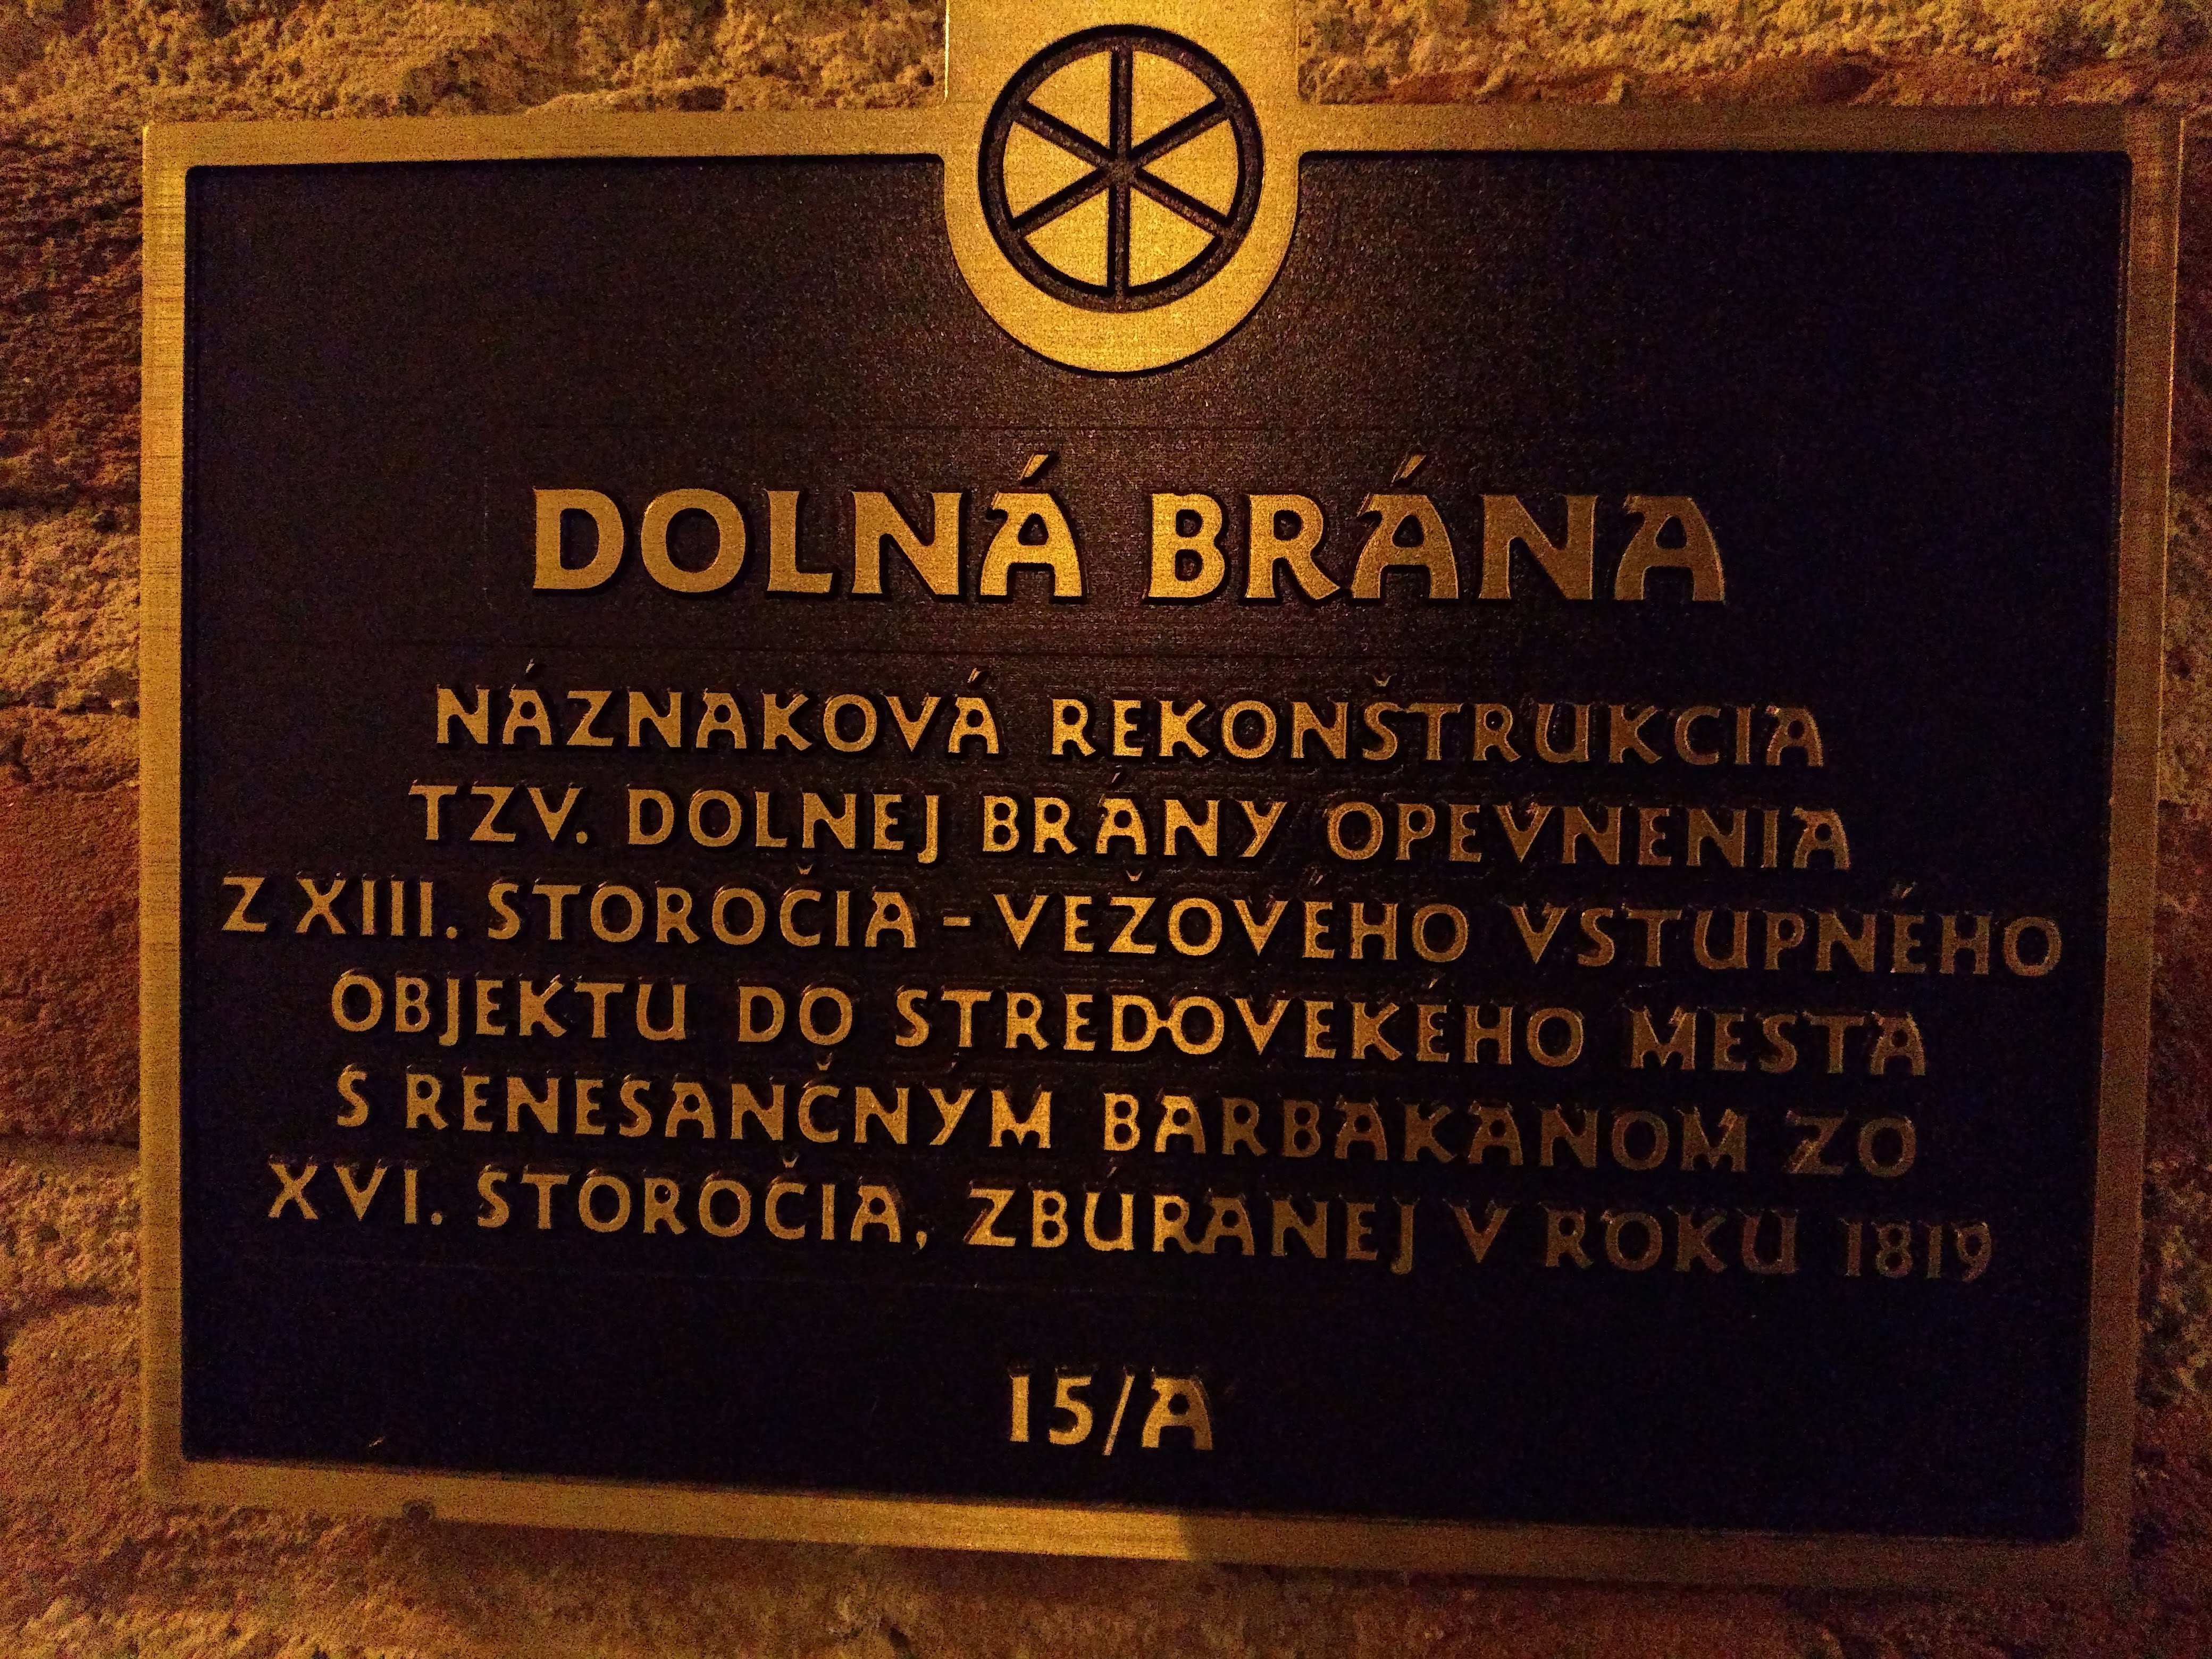 DOLNÁ BRÁNA
NÁZNAKOVÁ REKONŠTRUKCIA
TZV. DOLNEJ BRÁNY OPEVNENIA
Z XIII. STOROČIA - VEŽOVÉHO VSTUPNÉHO
OBJEKTU DO STREDOVEKÉHO MESTA
S RENESANČNÝM BARBAKANOM ZO
XVI. STOROČIA, ZBÚRANEJ V ROKU 1819
15/A